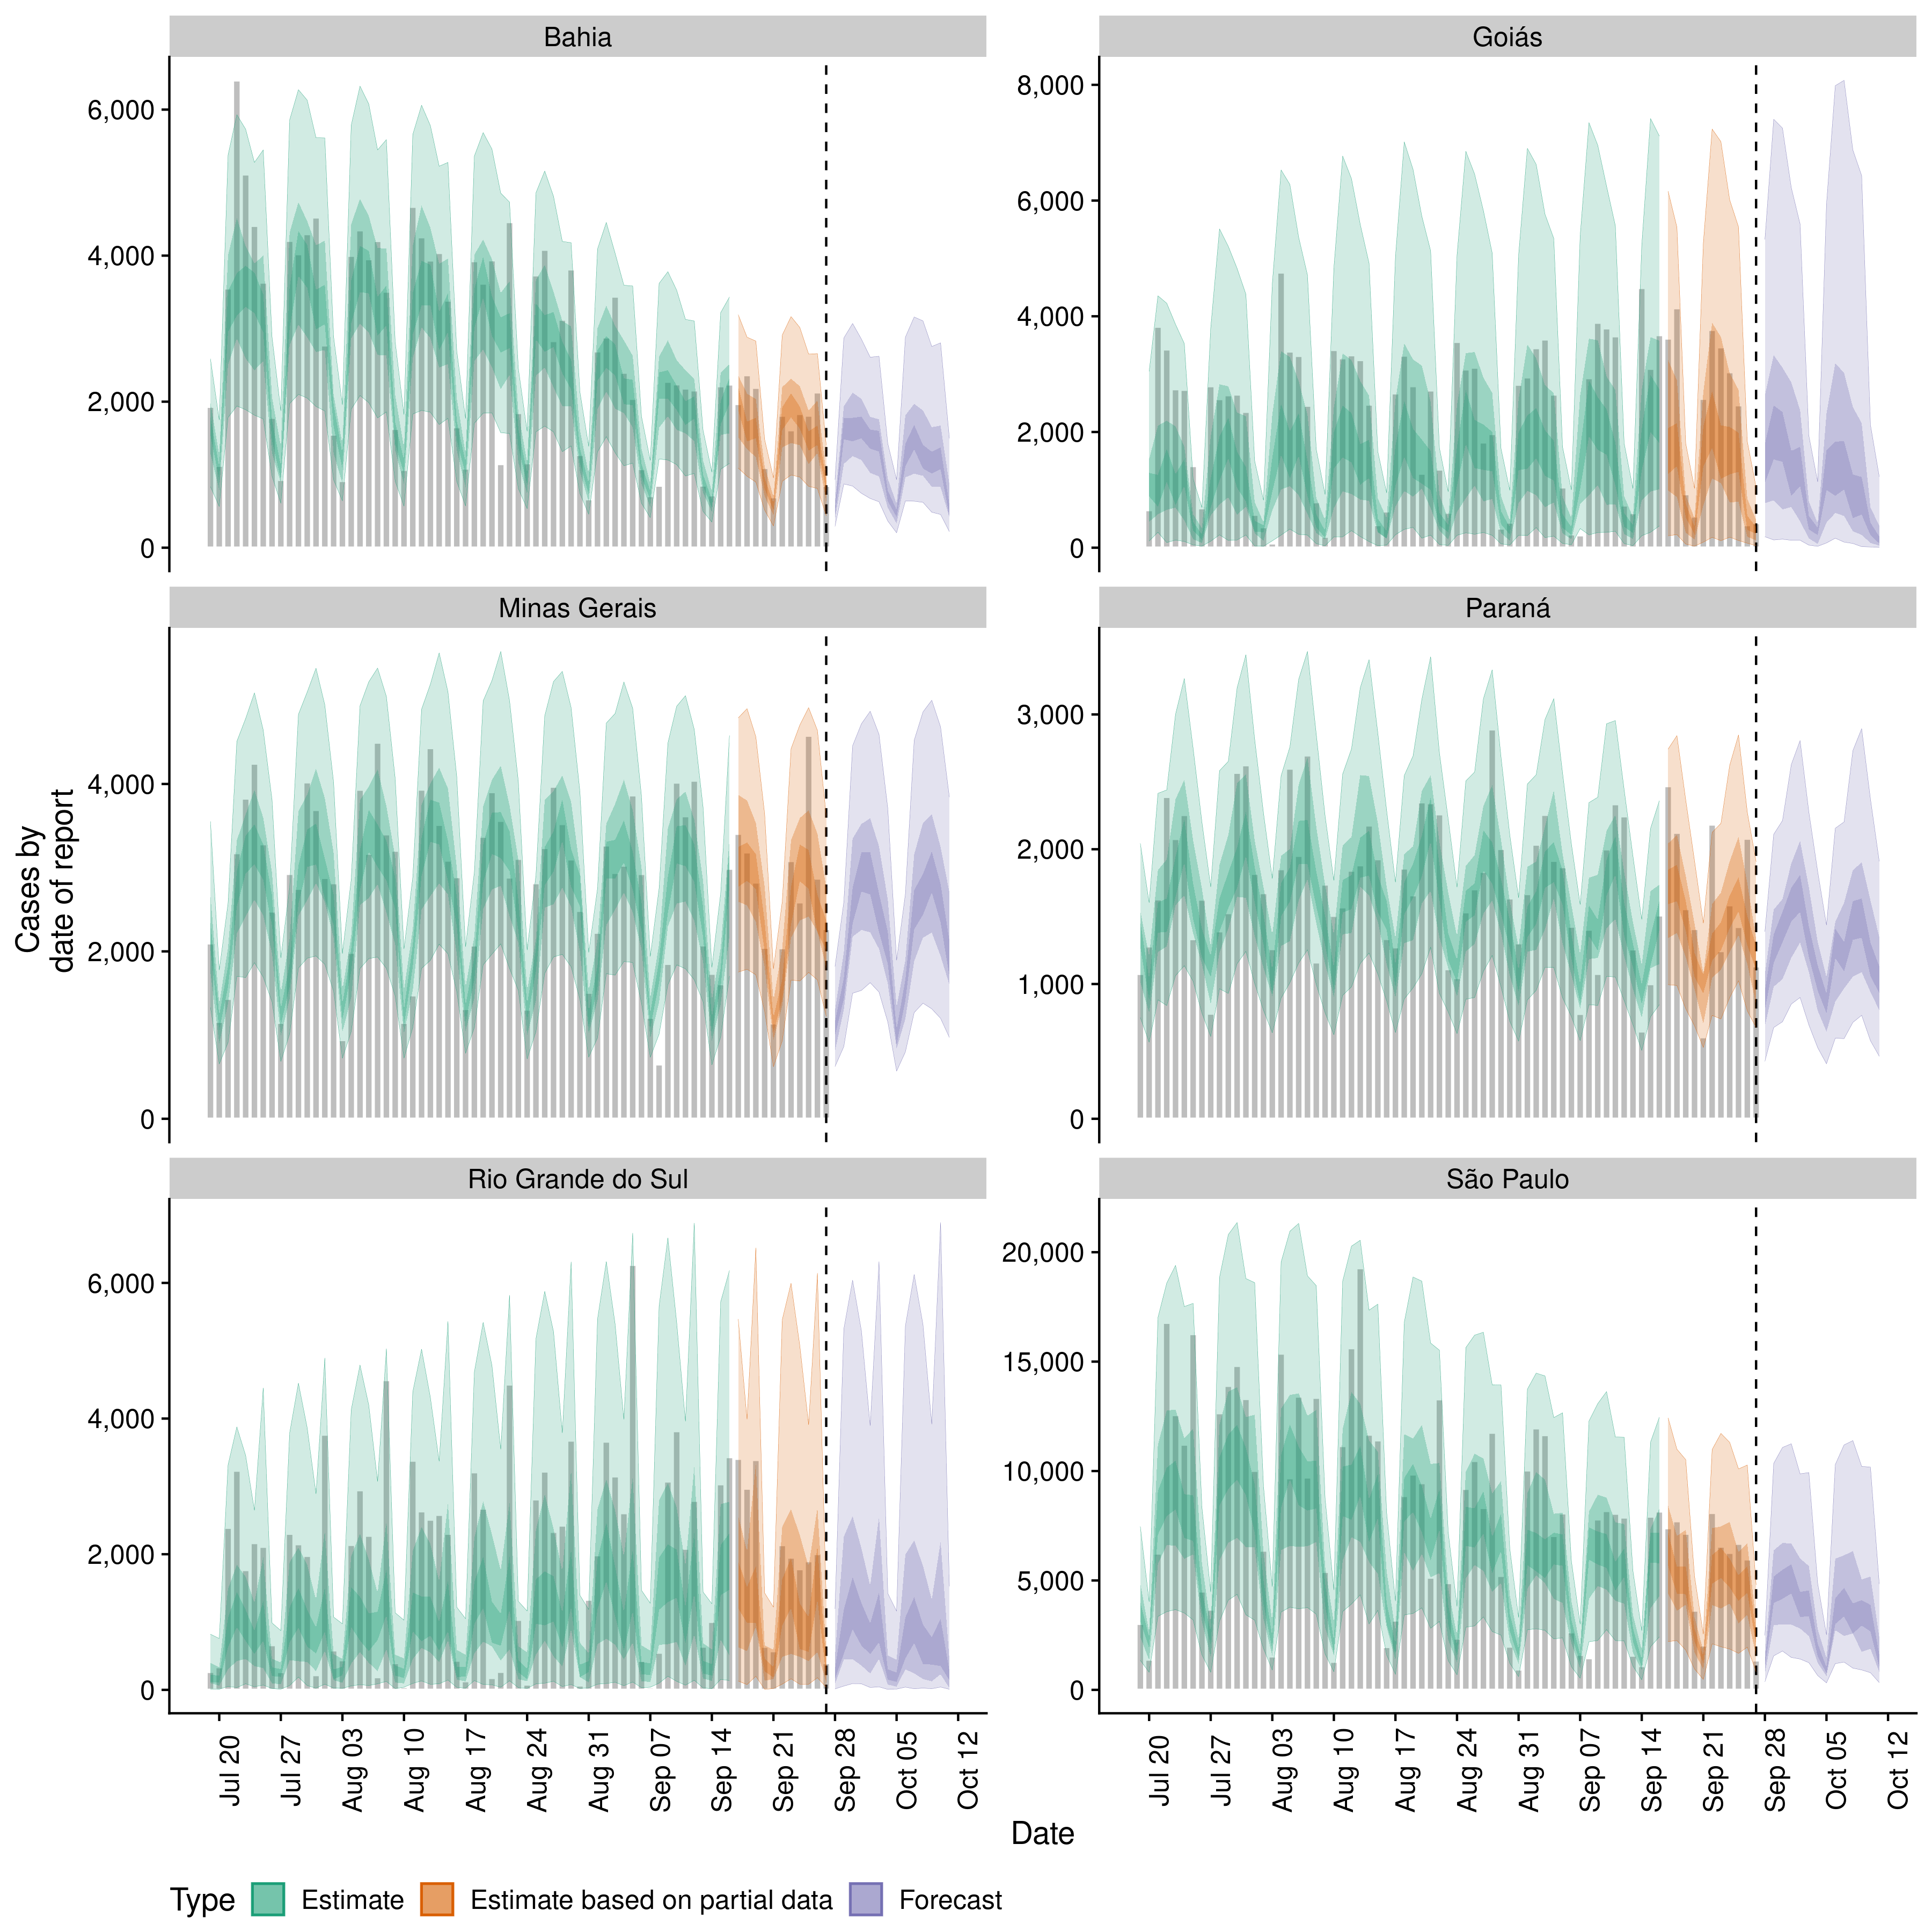 Bahia
Goiás
6,000
4,000
2,000
0
8,000
6,000
4,000
2,000
0
Minas Gerais
Paraná
4,000
2,000
0
3,000
2,000
1,000
0
Rio Grande do Sul
São Paulo
6,000
4,000
2,000
0
20,000
15,000
10,000
5,000
0
Cases by
date of report
Jul 20
Jul 27
Aug 03
Aug 10
Aug 17
Aug 24
Aug 31
Sep 07
Sep 14
Sep 21
Sep 28
Oct 05
Oct 12
Jul 20
Jul 27
Aug 03
Aug 10
Aug 17
Aug 24
Aug 31
Sep 07
Sep 14
Sep 21
Sep 28
Oct 05
Oct 12
Date
Type Estimate Estimate based on partial data Forecast